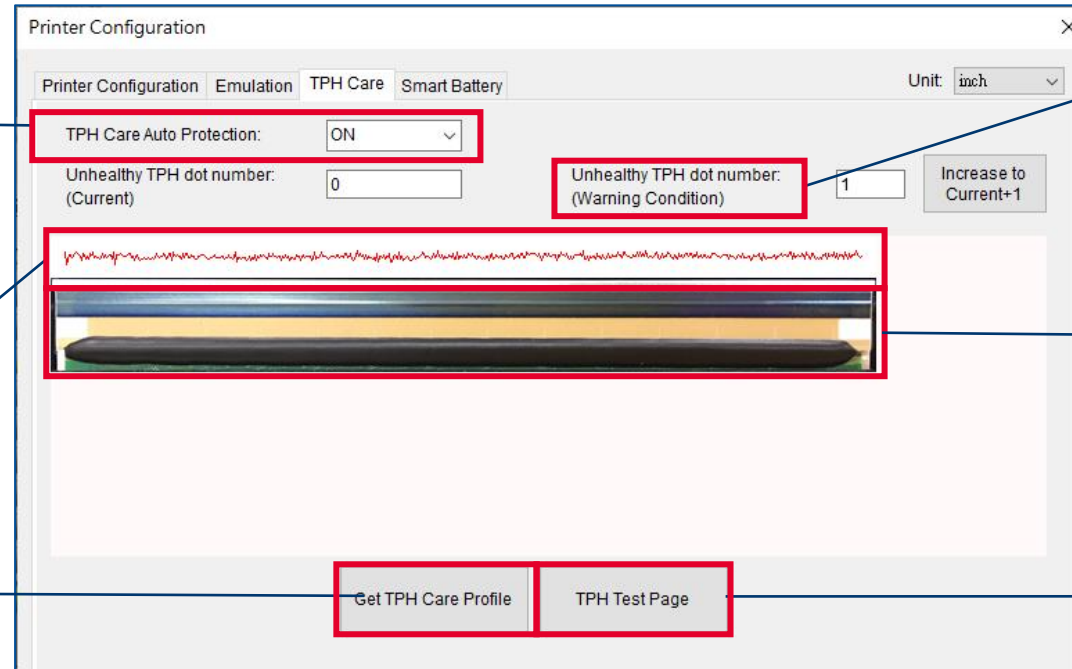 Printer Configuration
Printer Configuration Emulation TPH Care Smart Battery
Unit: inch
TPH Care Auto Protection: ON
Unhealthy TPH dot number:
(Current)
0
Unhealthy TPH dot number:
(Warning Condition)
1
Increase to
Current+1
Get TPH Care Profile
TPH Test Page